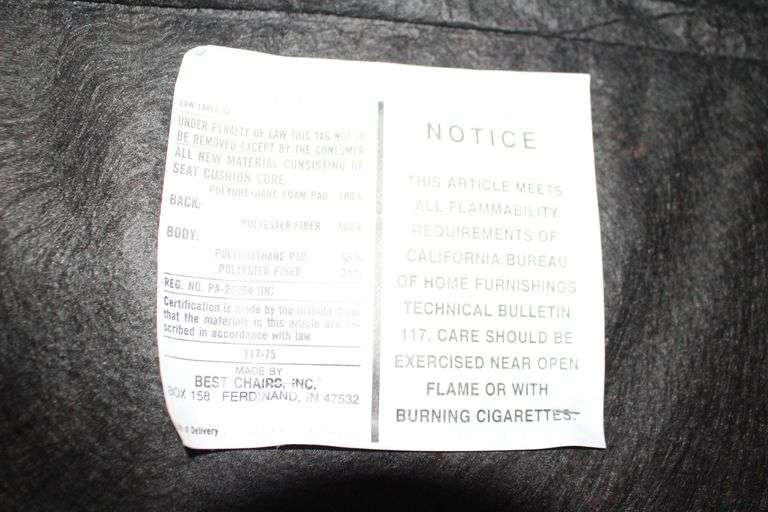 UNDER PENALTY OF LAW THIS TAG NOT TO
BE REMOVED EXCEPT BY THE CONSUMER
ALL NEW MATERIAL CONSISTING OF
SEAT CUSHION CORE
POLYURETHANE FOAM PAD 100%
BACK:
POLYESTER FIBER 100%
BODY:
POLYURETHANE PAD
POLYESTER FIBER
REG. NO. (IN)
Certification is made by the
that the materials in this article are
scribed in accordance with law
117-75
MADE BY
BEST CHAIRS, INC.
BOX 158 FERDINAND, IN 47532
Delivery
NOTICE
THIS ARTICLE MEETS
ALL FLAMMABILITY
REQUIREMENTS OF
CALIFORNIA BUREAU
OF HOME FURNISHINGS
TECHNICAL BULLETIN
117. CARE SHOULD BE
EXERCISED NEAR OPEN
FLAME OR WITH
BURNING CIGARETTES.